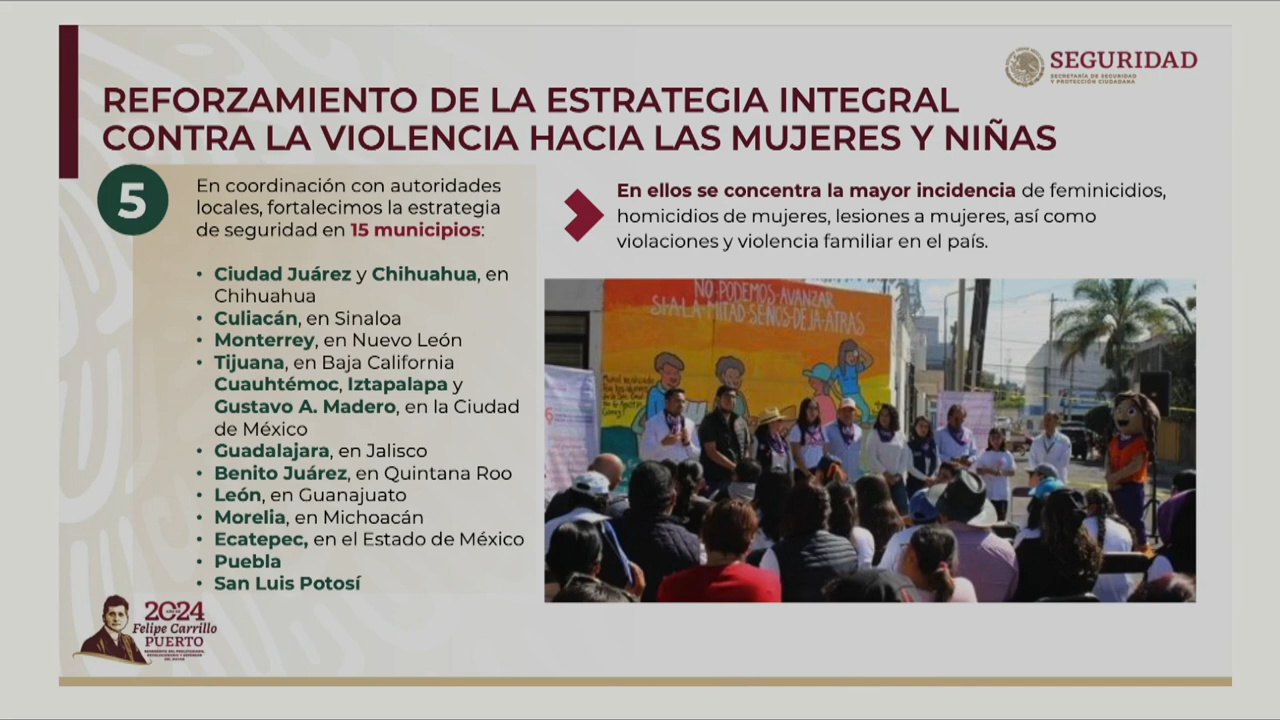 SEGURIDAD
SECRETARÍA DE SEGURIDAD
Y PROTECCIÓN CIUDADANA
REFORZAMIENTO DE LA ESTRATEGIA INTEGRAL
CONTRA LA VIOLENCIA HACIA LAS MUJERES Y NIÑAS
5
En coordinación con autoridades
locales, fortalecimos la estrategia
de seguridad en 15 municipios:
• Ciudad Juárez y Chihuahua, en
Chihuahua
• Culiacán, en Sinaloa
• Monterrey, en Nuevo León
• Tijuana, en Baja California
Cuauhtémoc, Iztapalapa y
Gustavo A. Madero, en la Ciudad
de México
• Guadalajara, en Jalisco
• Benito Juárez, en Quintana Roo
• León, en Guanajuato
• Morelia, en Michoacán
• Ecatepec, en el Estado de México
• Puebla
• San Luis Potosí
En ellos se concentra la mayor incidencia de feminicidios,
homicidios de mujeres, lesiones a mujeres, así como
violaciones y violencia familiar en el país.
NO PODEMOS AVANZAR
SI A LA MITAD SE NOS DEJA ATRAS
Mural realizado
2024
Felipe Carrillo
PUERTO